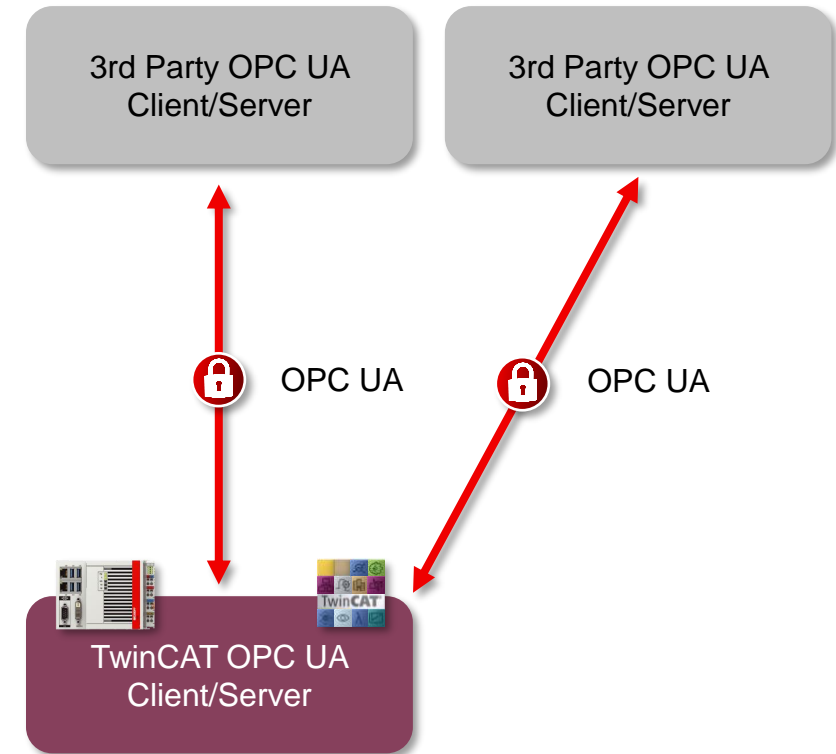 3rd Party OPC UA
Client/Server
3rd Party OPC UA
Client/Server
OPC UA
OPC UA
TwinCAT
TwinCAT OPC UA
Client/Server